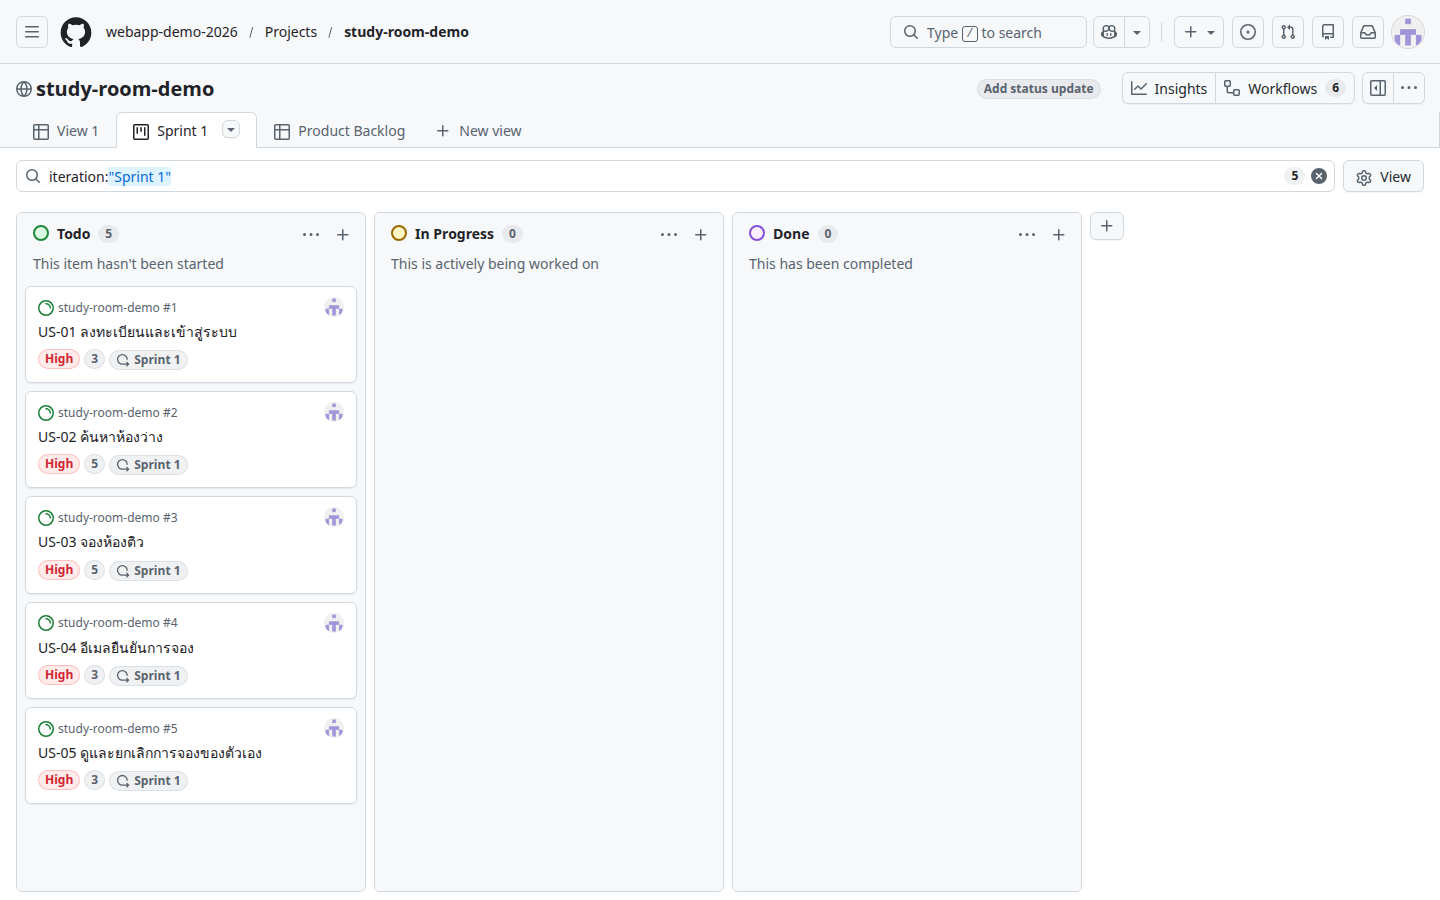 webapp-demo-2026 / Projects / study-room-demo
Type / to search
study-room-demo
Add status update
Insights
Workflows 6
View 1
Sprint 1
Product Backlog
New view
iteration:"Sprint 1"
5
View
Todo 5
This item hasn't been started
study-room-demo #1
US-01 ลงทะเบียนและเข้าสู่ระบบ
High 3 Sprint 1
study-room-demo #2
US-02 ค้นหาห้องว่าง
High 5 Sprint 1
study-room-demo #3
US-03 จองห้องติว
High 5 Sprint 1
study-room-demo #4
US-04 อีเมลยืนยันการจอง
High 3 Sprint 1
study-room-demo #5
US-05 ดูและยกเลิกการจองของตัวเอง
High 3 Sprint 1
In Progress 0
This is actively being worked on
Done 0
This has been completed